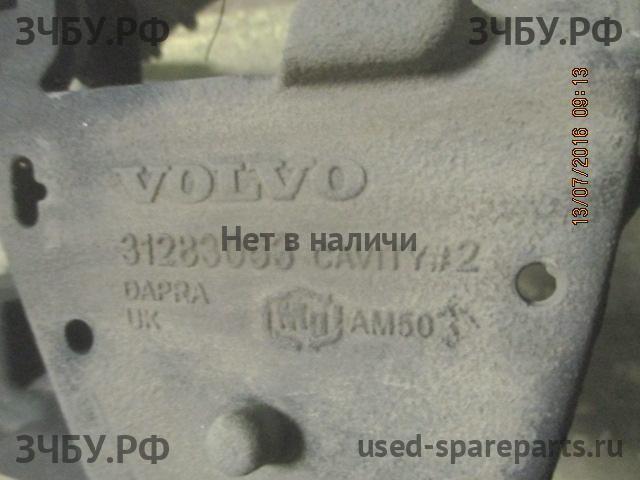 ЗЧБУ.РФ
ЗЧБУ.РФ
13/07/2016 09:13
VOLVO
Нет в наличи
CAVITY#2
DAPRA
UK
AM50
ЗЧБУ.РФ
used-spareparts.ru